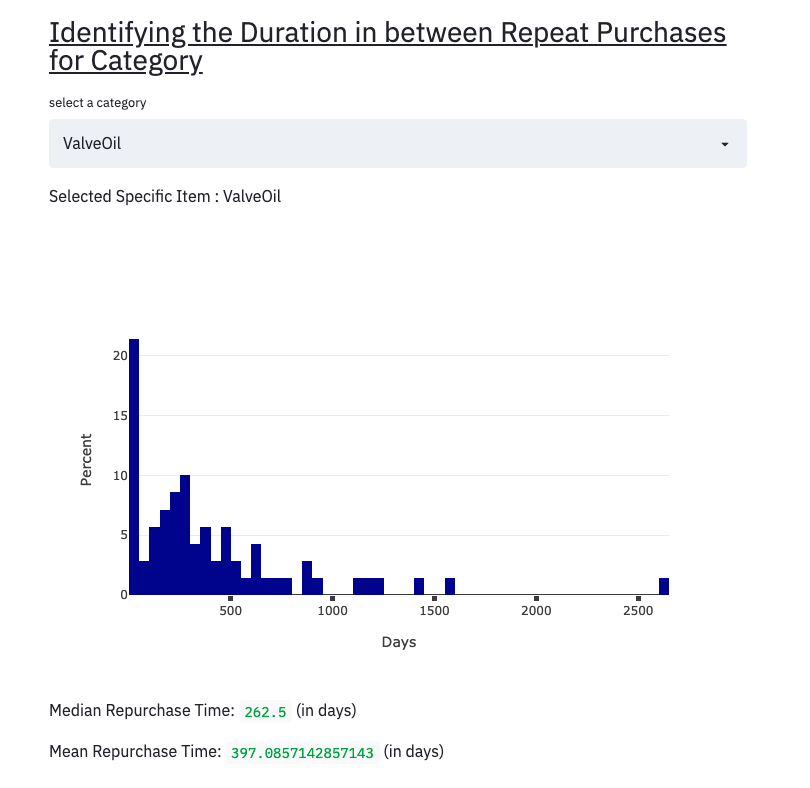 Identifying the Duration in between Repeat Purchases
for Category
select a category
ValveOil
Selected Specific Item : ValveOil
20
15
10
5
0
Percent
500 1000 1500 2000 2500
Days
Median Repurchase Time: 262.5 (in days)
Mean Repurchase Time: 397.0857142857143 (in days)